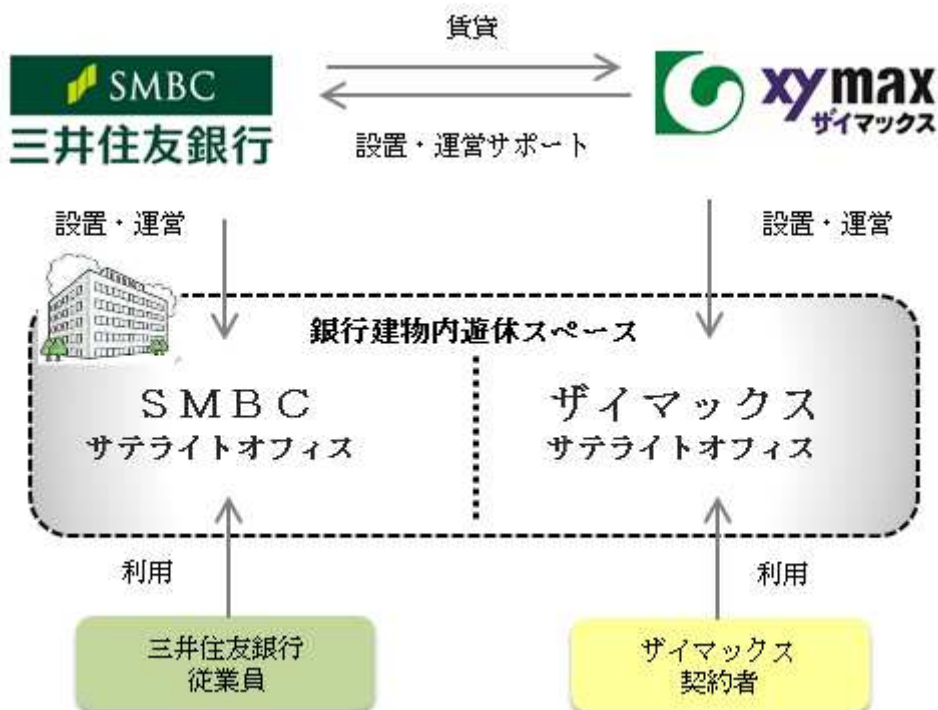 賃貸
SMBC
三井住友銀行
xymax
ザイマックス
設置・運営サポート
設置・運営
設置・運営
銀行建物内遊休スペース
ＳＭＢＣ
サテライトオフィス
ザイマックス
サテライトオフィス
利用
利用
三井住友銀行
従業員
ザイマックス
契約者